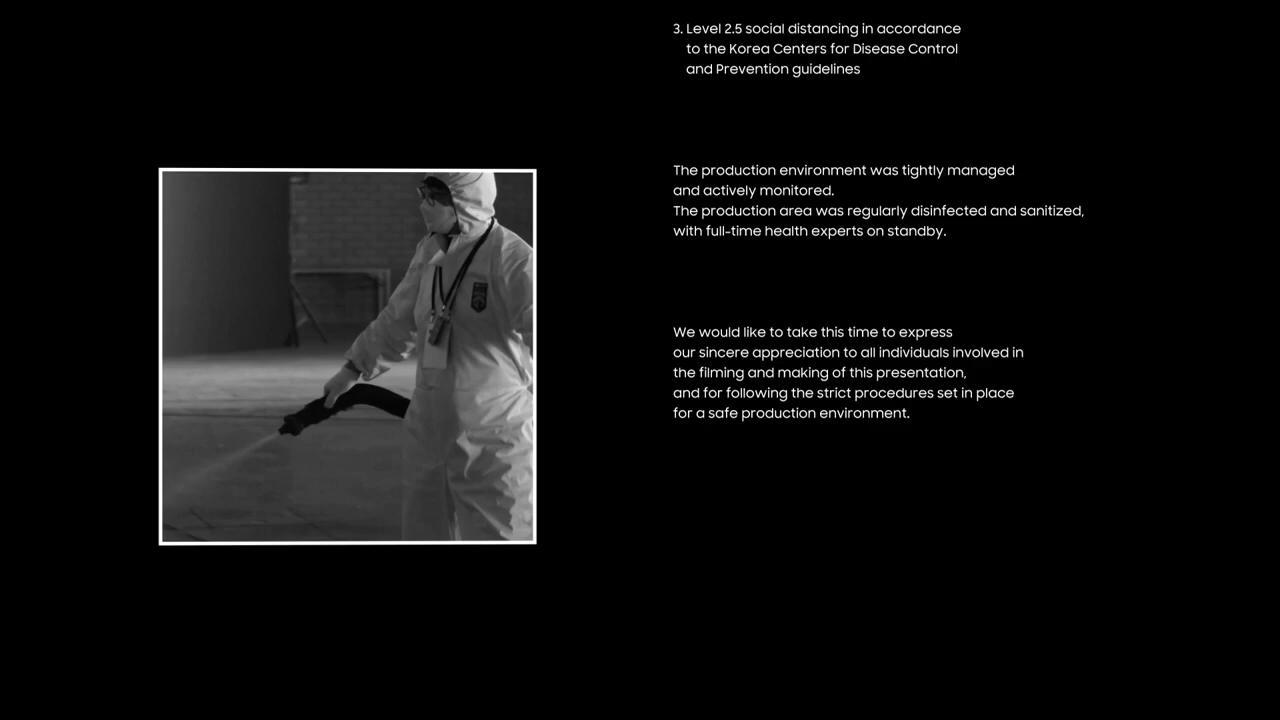 3. Level 2.5 social distancing in accordance
to the Korea Centers for Disease Control
and Prevention guidelines
The production environment was tightly managed
and actively monitored.
The production area was regularly disinfected and sanitized,
with full-time health experts on standby.
We would like to take this time to express
our sincere appreciation to all individuals involved in
the filming and making of this presentation,
and for following the strict procedures set in place
for a safe production environment.